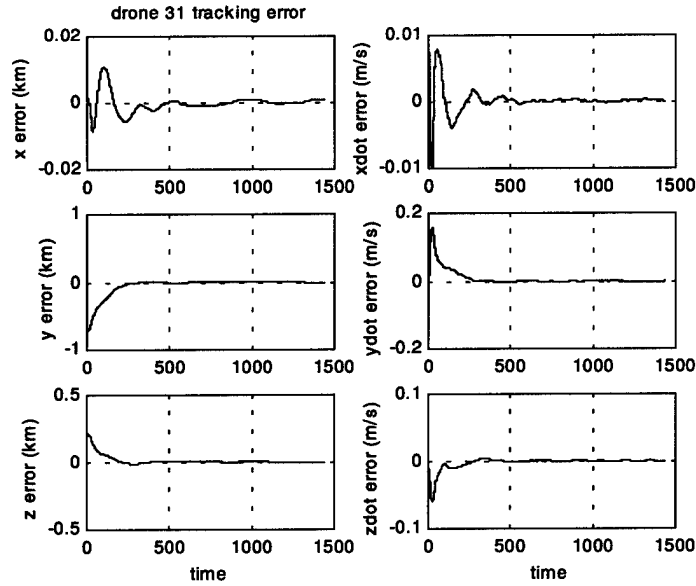 drone 31 tracking error
0.02
0
-0.02
x error (km)
0 500 1000 1500
0.01
0
-0.01
xdot error (m/s)
0 500 1000 1500
1
0
-1
y error (km)
0 500 1000 1500
0.2
0
-0.2
ydot error (m/s)
0 500 1000 1500
0.5
0
-0.5
z error (km)
0 500 1000 1500
time
0.1
0
-0.1
zdot error (m/s)
0 500 1000 1500
time